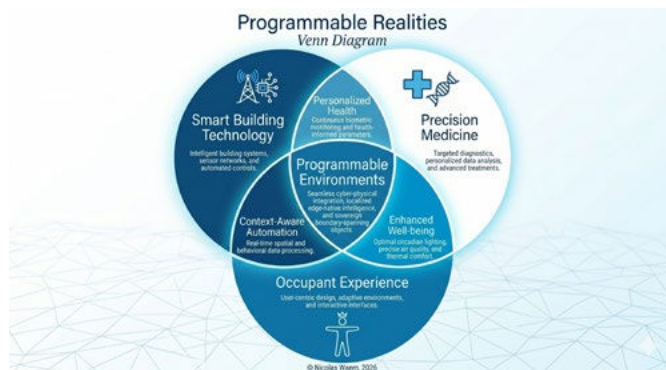 Programmable Realities
Venn Diagram
Smart Building
Technology
Intelligent building systems,
sensor networks, and
automated controls.
Personalized
Health
Continuous biometric
monitoring and health-
informed parameters.
Precision
Medicine
Targeted diagnostics,
personalized data analysis,
and advanced treatments.
Programmable
Environments
Seamless cyber-physical
integration, localized
edge-native intelligence,
and sovereign
boundary-spanning
objects.
Context-Aware
Automation
Real-time spatial and
behavioral data processing.
Enhanced
Well-being
Optimal circadian lighting,
precise air quality, and
thermal comfort.
Occupant Experience
User-centric design, adaptive environments,
and interactive interfaces.
© Nicolas Waern, 2026